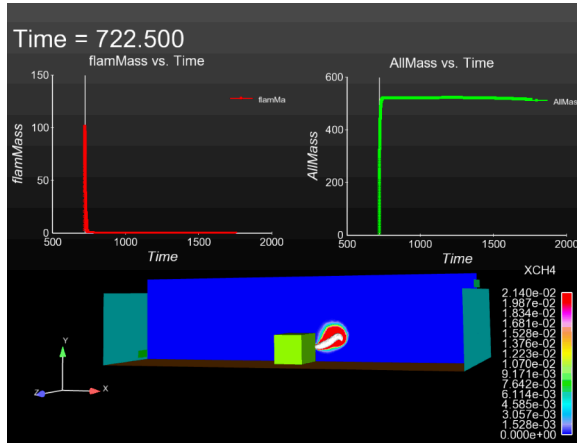 Time = 722.500
flamMass vs. Time
150
100
50
0
flamMass
500
1000
1500
2000
Time
flamMa
AllMass vs. Time
600
400
200
0
AllMass
500
1000
1500
2000
Time
AllMas
XCH4
2.140e-02
1.987e-02
1.834e-02
1.681e-02
1.528e-02
1.376e-02
1.223e-02
1.070e-02
9.171e-03
7.642e-03
6.114e-03
4.585e-03
3.057e-03
1.528e-03
0.000e+00
Y
Z
X